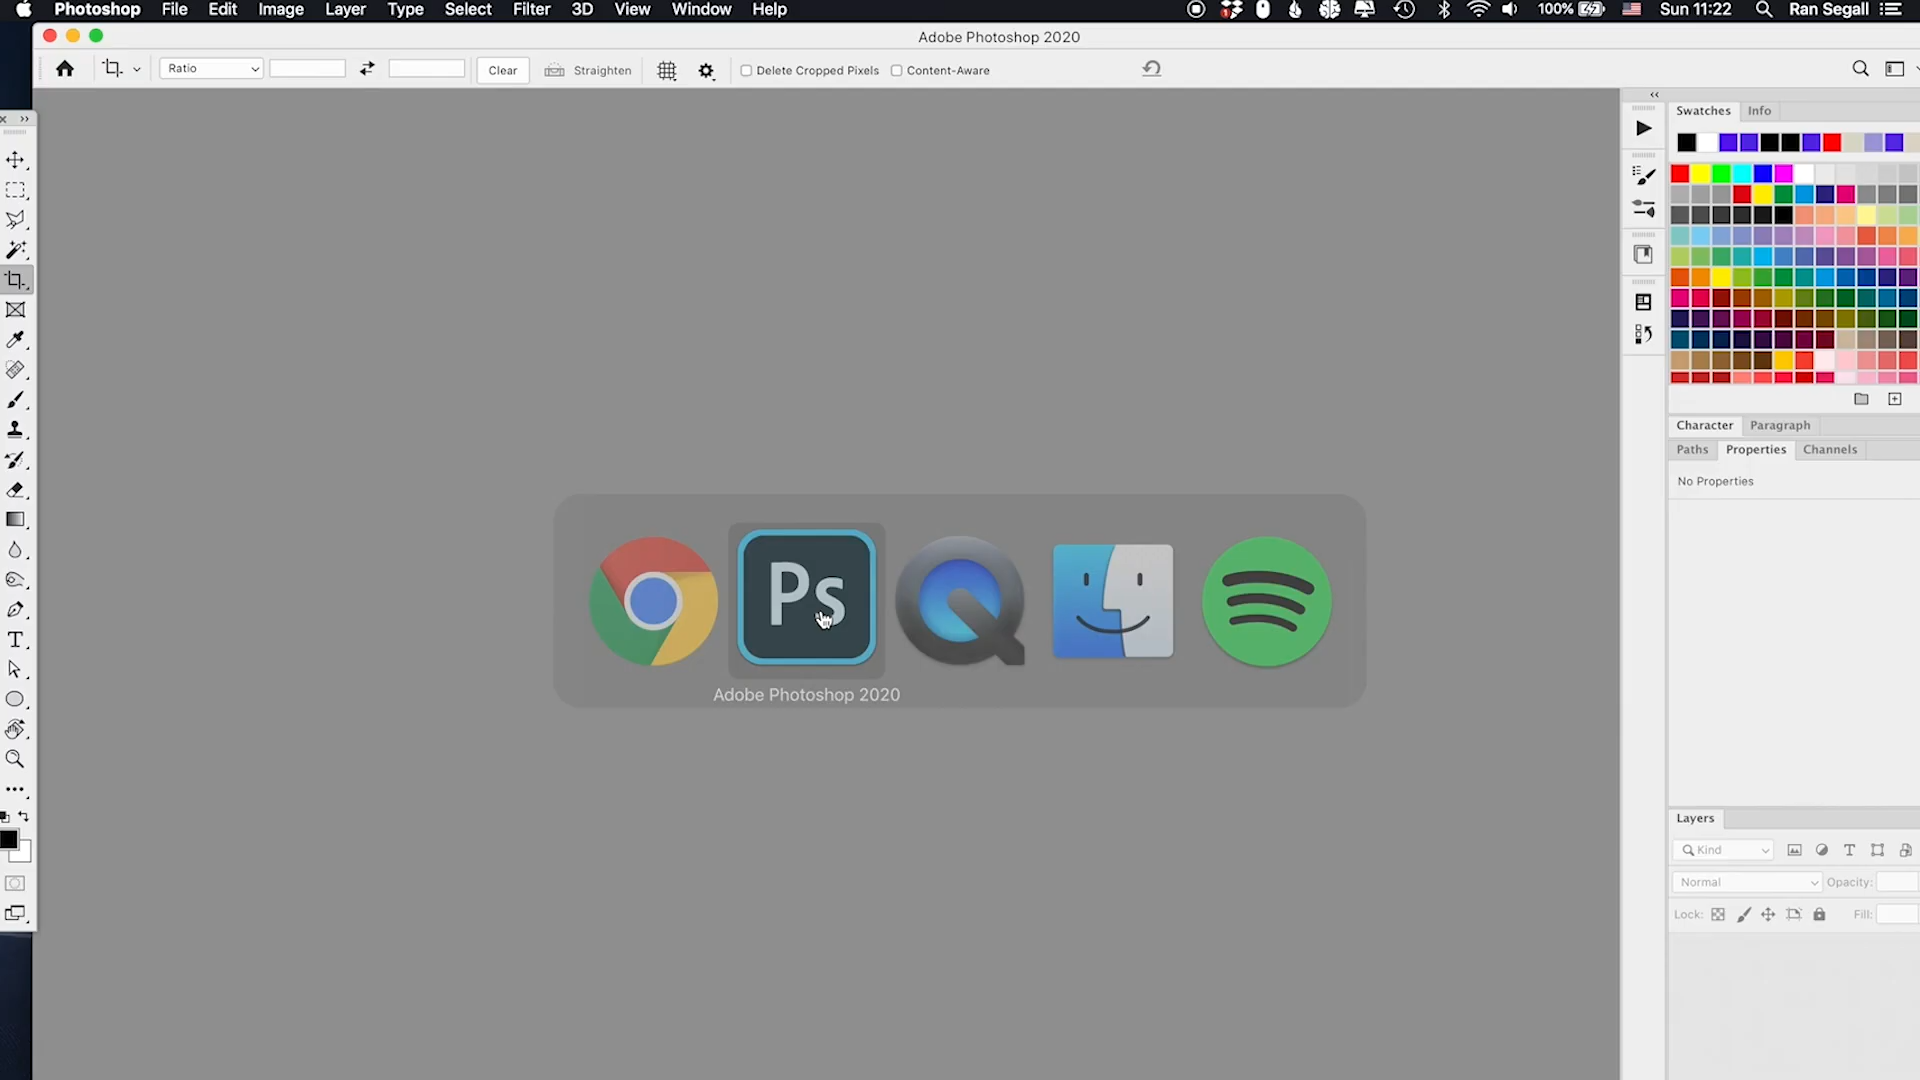 Photoshop File Edit Image Layer Type Select Filter 3D View Window Help 1 100% Sun 11:22 Ran Segall
Adobe Photoshop 2020
Ratio Clear Straighten Delete Cropped Pixels Content-Aware
Swatches Info
Character Paragraph
Paths Properties Channels
No Properties
Ps
Adobe Photoshop 2020
T
Layers
Kind T
Normal Opacity:
Lock: Fill: